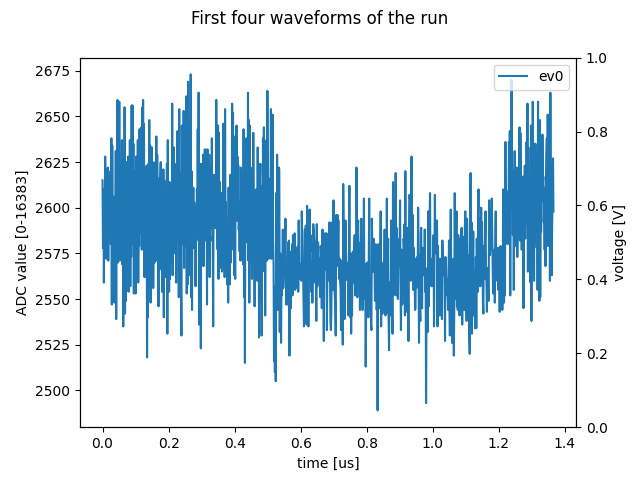 First four waveforms of the run
ev0
ADC value [0-16383]
2675
2650
2625
2600
2575
2550
2525
2500
1.0
0.8
0.6
0.4
0.2
0.0
voltage [V]
0.0 0.2 0.4 0.6 0.8 1.0 1.2 1.4
time [us]